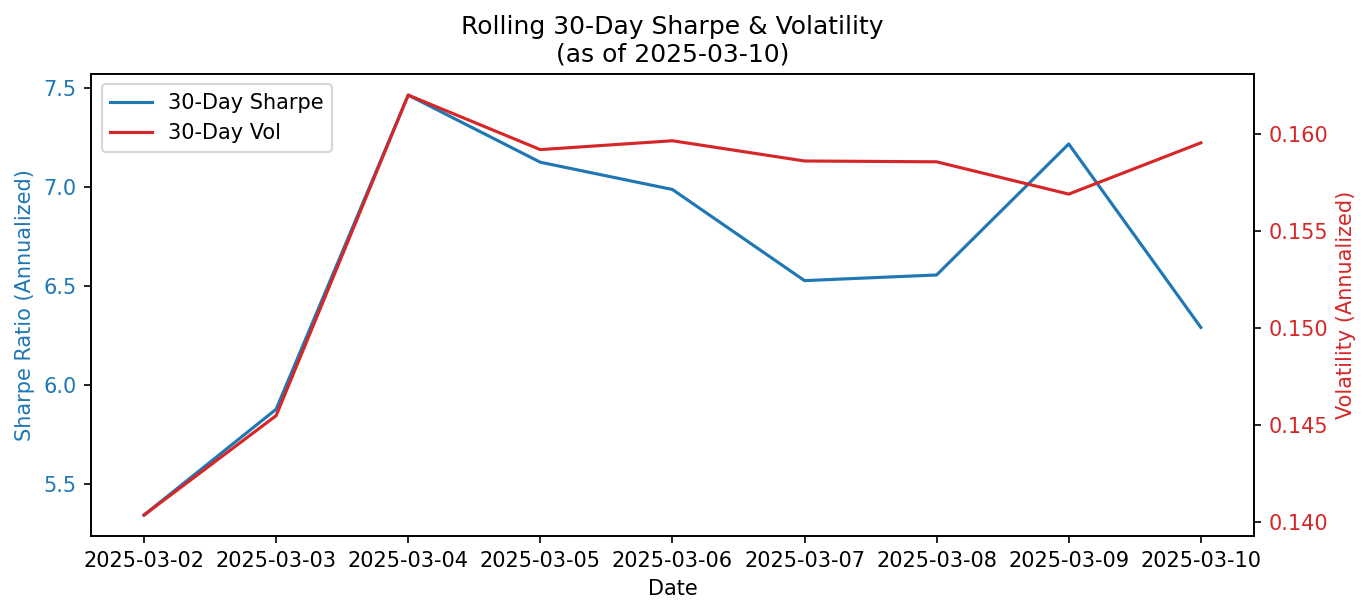 Rolling 30-Day Sharpe & Volatility
(as of 2025-03-10)
30-Day Sharpe
30-Day Vol
Sharpe Ratio (Annualized)
7.5
7.0
6.5
6.0
5.5
0.160
0.155
0.150
0.145
0.140
Volatility (Annualized)
2025-03-02 2025-03-03 2025-03-04 2025-03-05 2025-03-06 2025-03-07 2025-03-08 2025-03-09 2025-03-10
Date